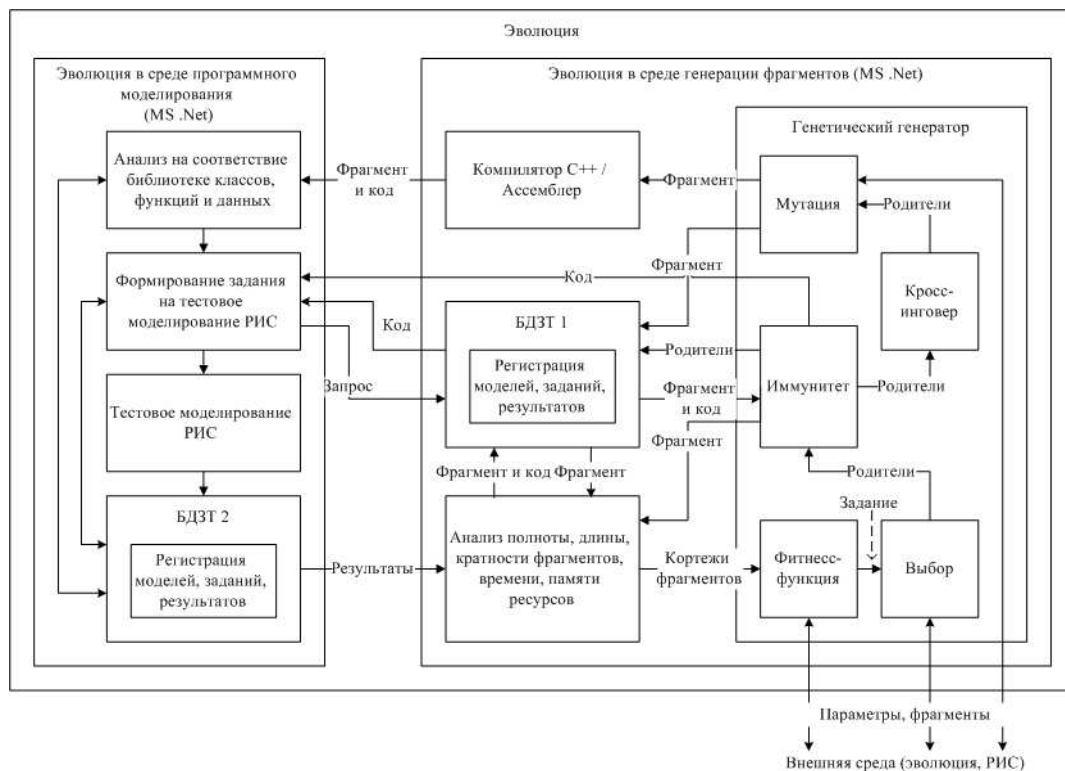 Эволюция
Эволюция в среде программного
моделирования
(MS .Net)
Анализ на соответствие
библиотеке классов,
функций и данных
Формирование задания
на тестовое
моделирование РИС
Тестовое моделирование
РИС
БДЗТ 2
Регистрация
моделей, заданий,
результатов
Фрагмент
и код
Код
Запрос
Результаты
Эволюция в среде генерации фрагментов (MS .Net)
Компилятор C++ /
Ассемблер
Фрагмент
Фрагмент
Код
БДЗТ 1
Регистрация
моделей, заданий,
результатов
Родители
Фрагмент
и код
Фрагмент
Фрагмент и код
Фрагмент
Анализ полноты, длины,
кратности фрагментов,
времени, памяти
ресурсов
Кортежи
фрагментов
Генетический генератор
Мутация
Родители
Кросс-
инговер
Иммунитет
Родители
Родители
Задание
Фитнесс-
функция
Выбор
Параметры, фрагменты
Внешняя среда (эволюция, РИС)